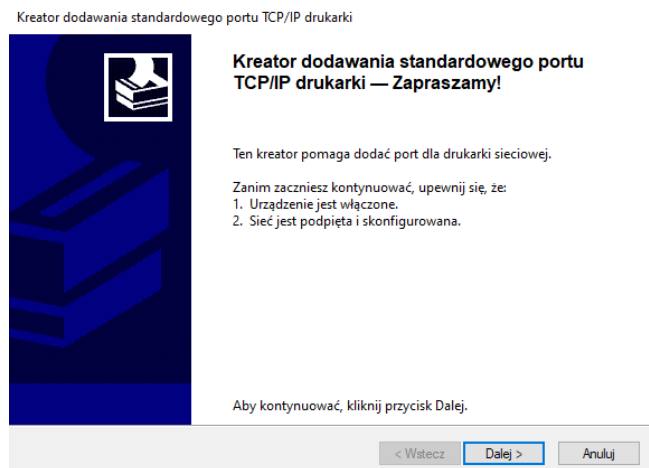 Kreator dodawania standardowego portu TCP/IP drukarki
Kreator dodawania standardowego portu
TCP/IP drukarki — Zapraszamy!
Ten kreator pomaga dodać port dla drukarki sieciowej.
Zanim zaczniesz kontynuować, upewnij się, że:
1. Urządzenie jest włączone.
2. Sieć jest podpięta i skonfigurowana.
Aby kontynuować, kliknij przycisk Dalej.
< Wstecz Dalej > Anuluj